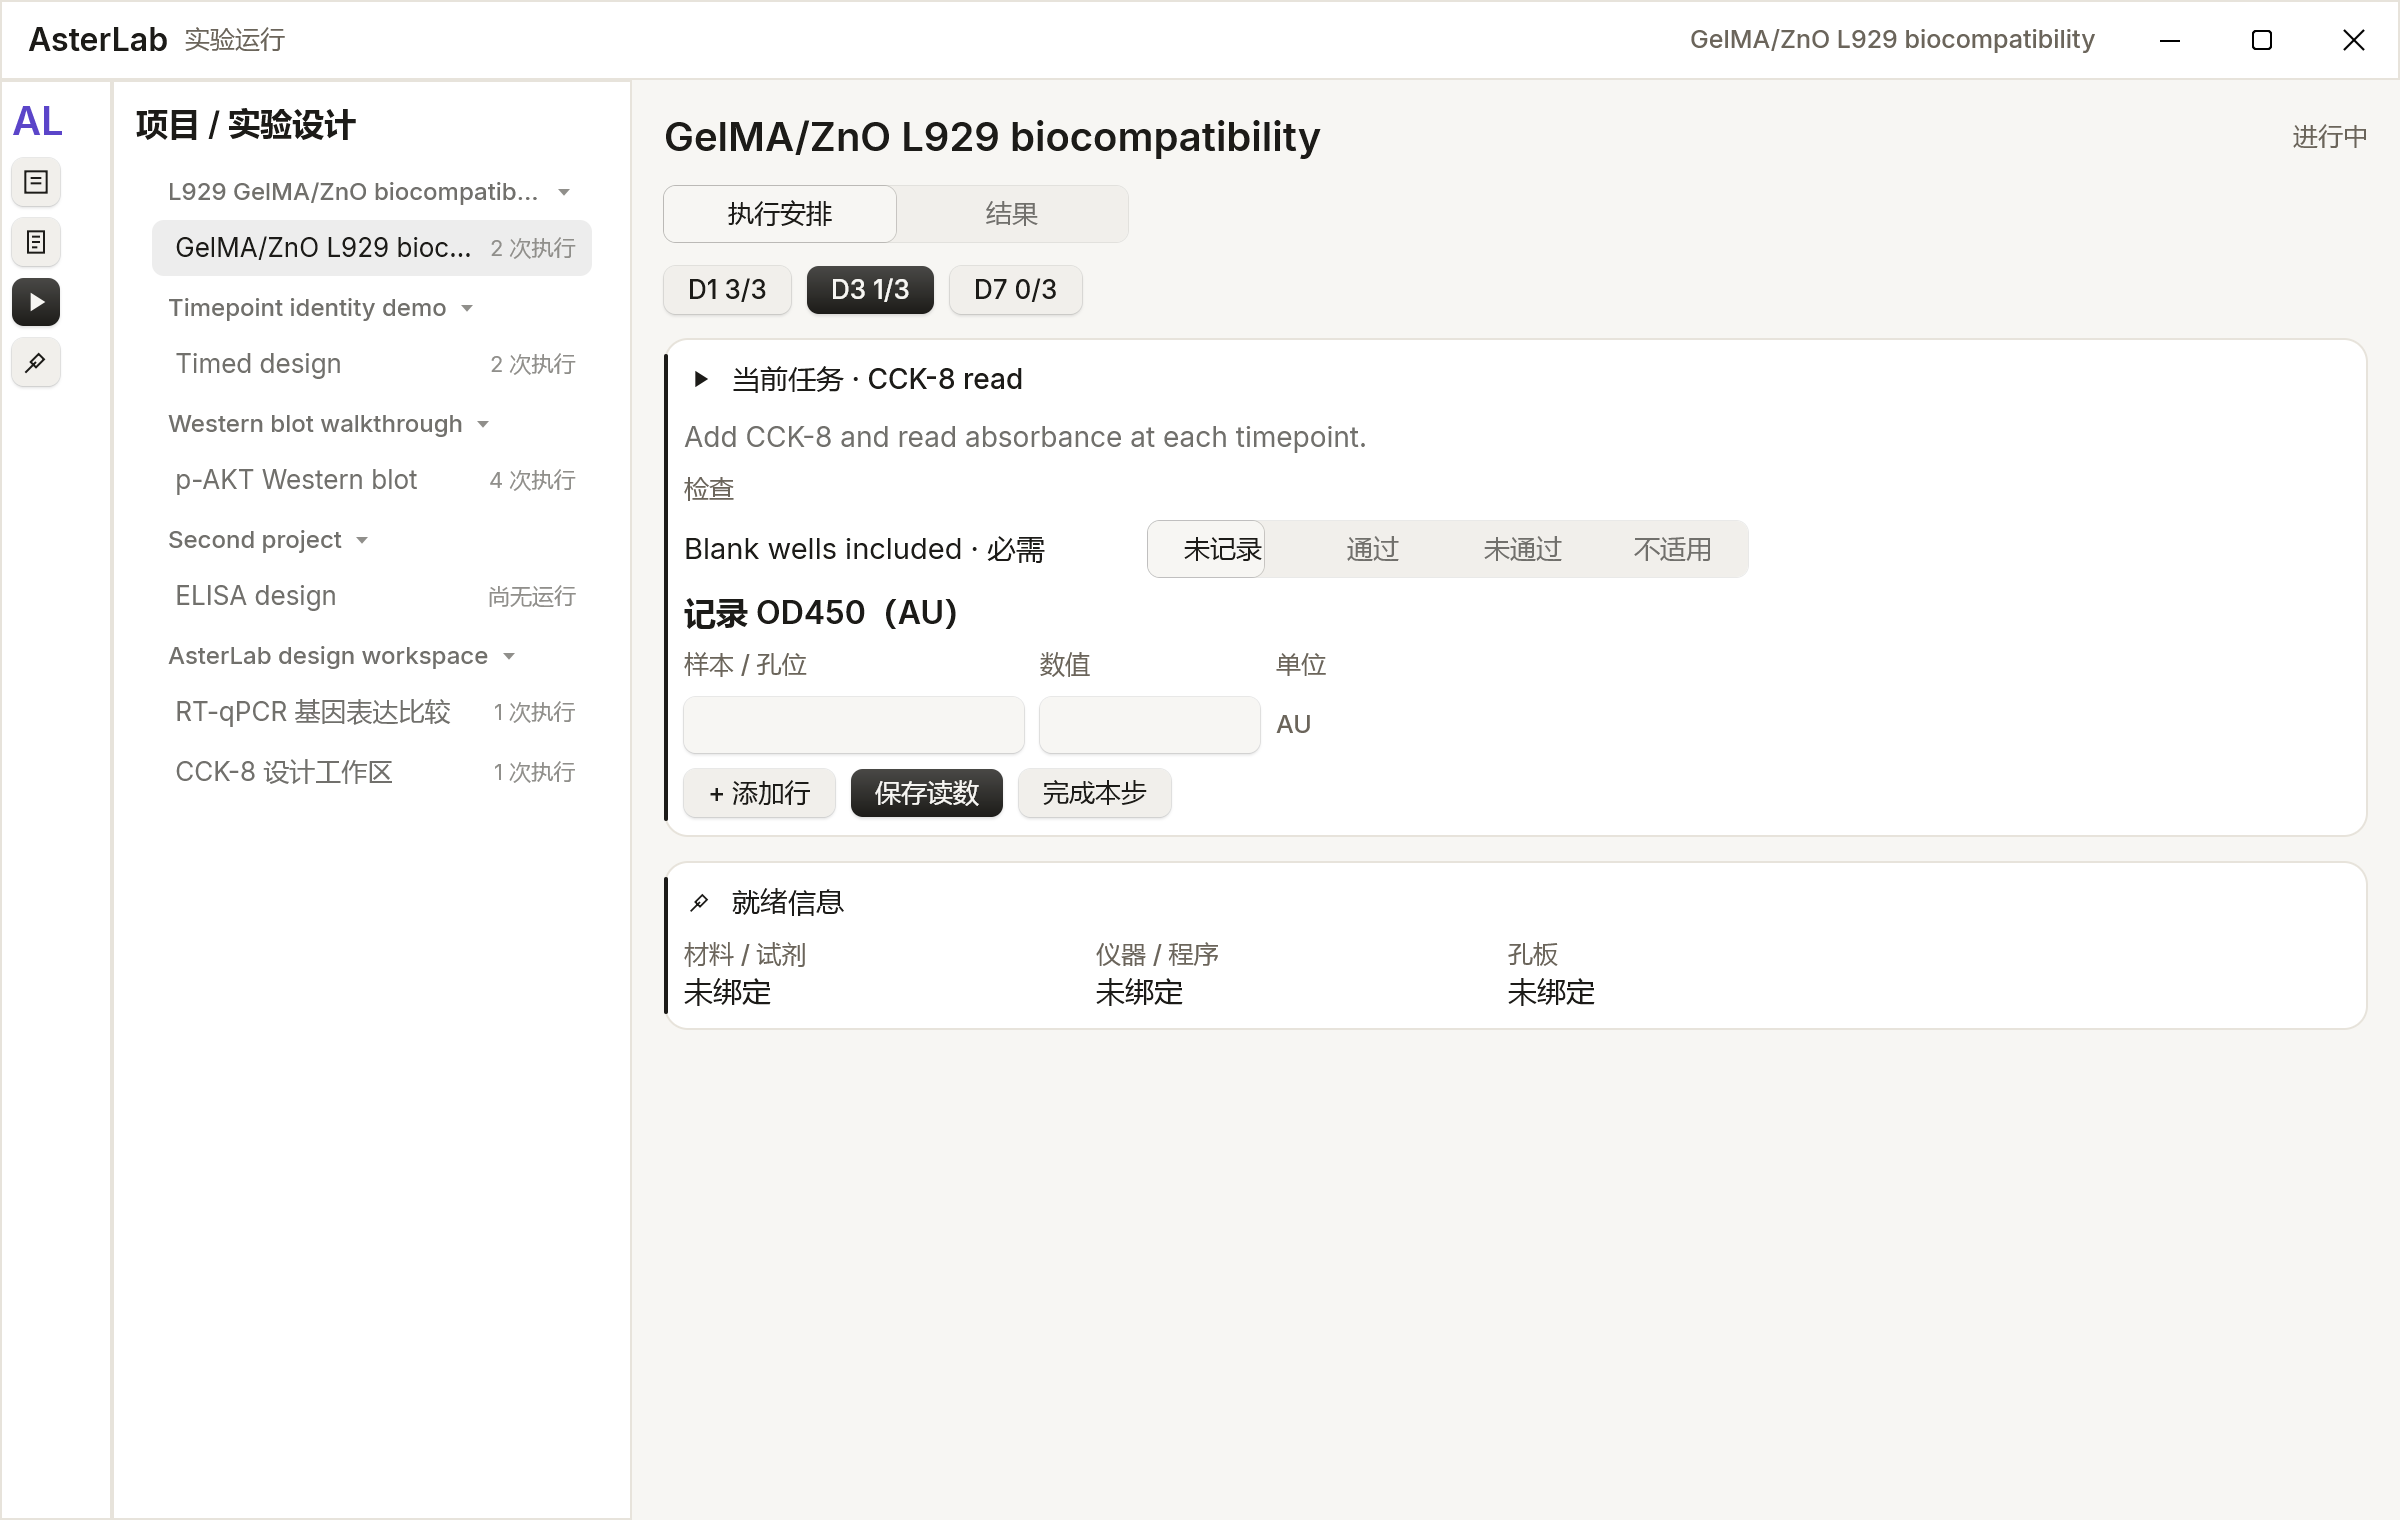 AsterLab 实验运行
GelMA/ZnO L929 biocompatibility
AL
项目 / 实验设计
L929 GelMA/ZnO biocompatib...
GelMA/ZnO L929 bioc... 2 次执行
Timepoint identity demo
Timed design 2 次执行
Western blot walkthrough
p-AKT Western blot 4 次执行
Second project
ELISA design 尚无运行
AsterLab design workspace
RT-qPCR 基因表达比较 1 次执行
CCK-8 设计工作区 1 次执行
GelMA/ZnO L929 biocompatibility 进行中
执行安排 结果
D1 3/3 D3 1/3 D7 0/3
当前任务 · CCK-8 read
Add CCK-8 and read absorbance at each timepoint.
检查
Blank wells included · 必需 未记录 通过 未通过 不适用
记录 OD450（AU）
样本 / 孔位 数值 单位
AU
+ 添加行 保存读数 完成本步
就绪信息
材料 / 试剂 仪器 / 程序 孔板
未绑定 未绑定 未绑定